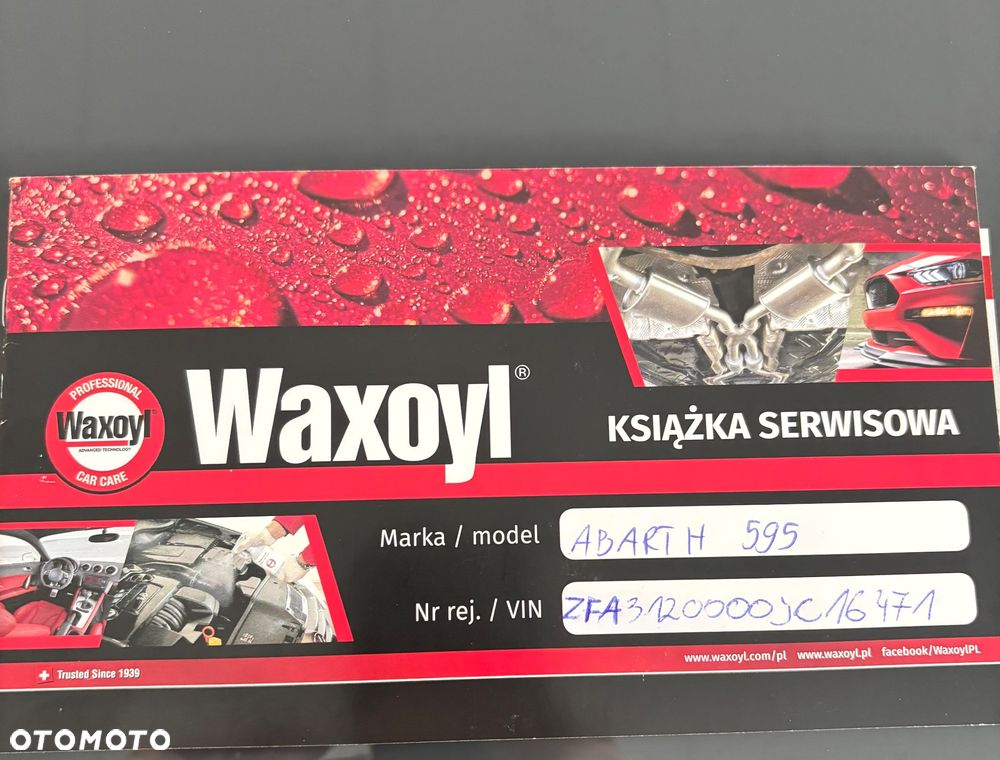 PROFESSIONAL
Waxoyl
ADVANCED TECHNOLOGY
CAR CARE
Waxoyl®
KSIĄŻKA SERWISOWA
Marka / model ABARTH 595
Nr rej. / VIN ZFA3120000JC16471
www.waxoyl.com/pl www.waxoyl.pl facebook/WaxoylPL
Trusted Since 1939
OTOMOTO